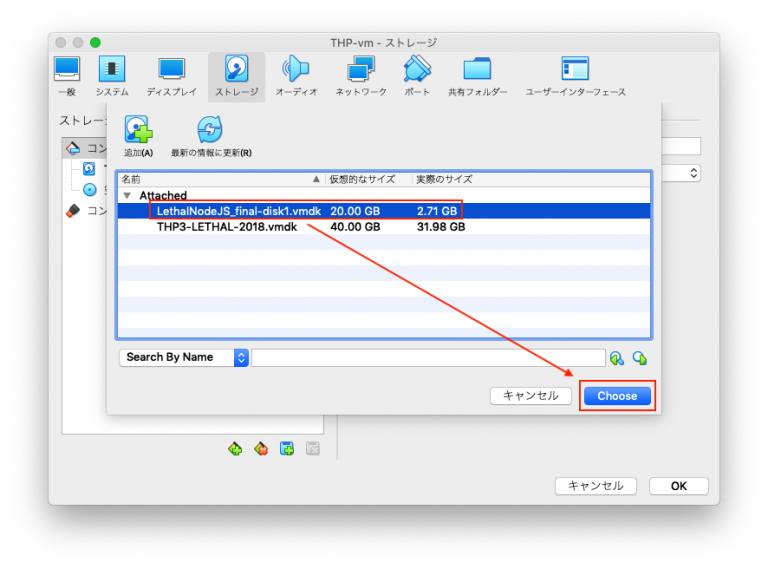 THP-vm - ストレージ
一般 システム ディスプレイ ストレージ オーディオ ネットワーク ポート 共有フォルダー ユーザーインターフェース
ストレー
追加(A) 最新の情報に更新(R)
コン
名前 仮想的なサイズ 実際のサイズ
Attached
LethalNodeJS_final-disk1.vmdk 20.00 GB 2.71 GB
コン
THP3-LETHAL-2018.vmdk 40.00 GB 31.98 GB
Search By Name
キャンセル Choose
キャンセル OK